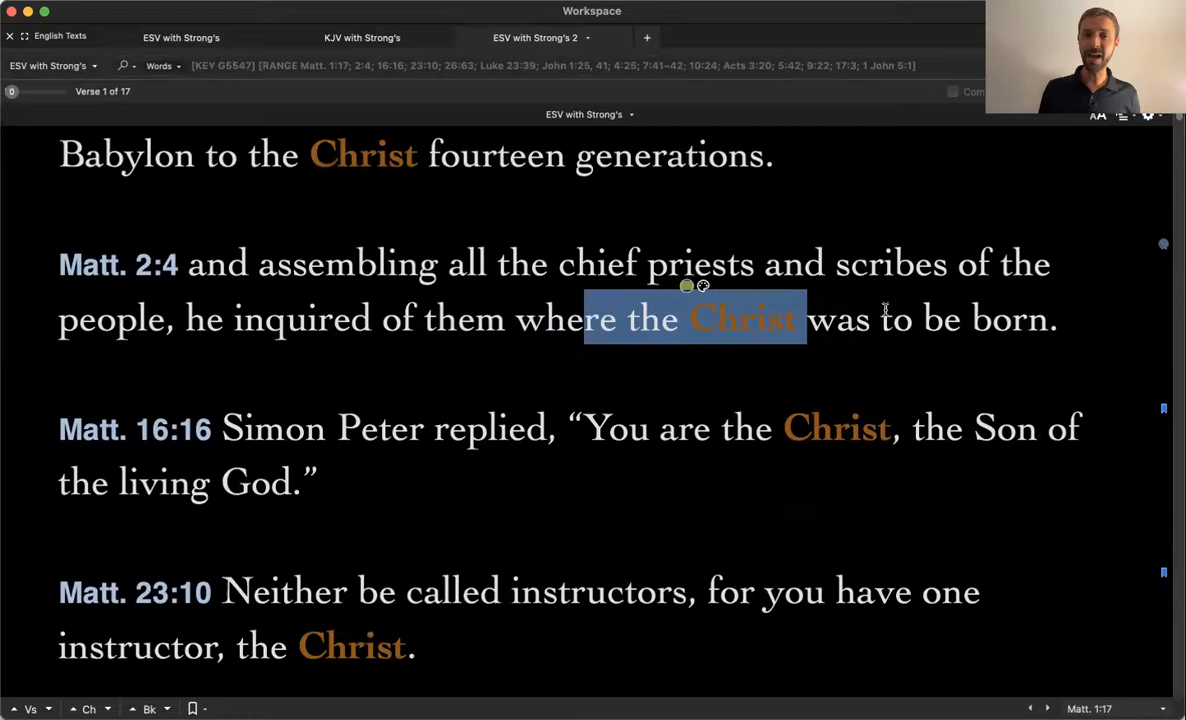 Workspace
English Texts
ESV with Strong's
KJV with Strong's
ESV with Strong's 2
ESV with Strong's
Words
[KEY G5547] [RANGE Matt. 1:17; 2:4; 16:16; 23:10; 26:63; Luke 23:39; John 1:25, 41; 4:25; 7:41–42; 10:24; Acts 3:20; 5:42; 9:22; 17:3; 1 John 5:1]
0
Verse 1 of 17
Com
ESV with Strong's
AA
Babylon to the Christ fourteen generations.
Matt. 2:4 and assembling all the chief priests and scribes of the
people, he inquired of them where the Christ was to be born.
Matt. 16:16 Simon Peter replied, “You are the Christ, the Son of
the living God.”
Matt. 23:10 Neither be called instructors, for you have one
instructor, the Christ.
Vs
Ch
Bk
Matt. 1:17